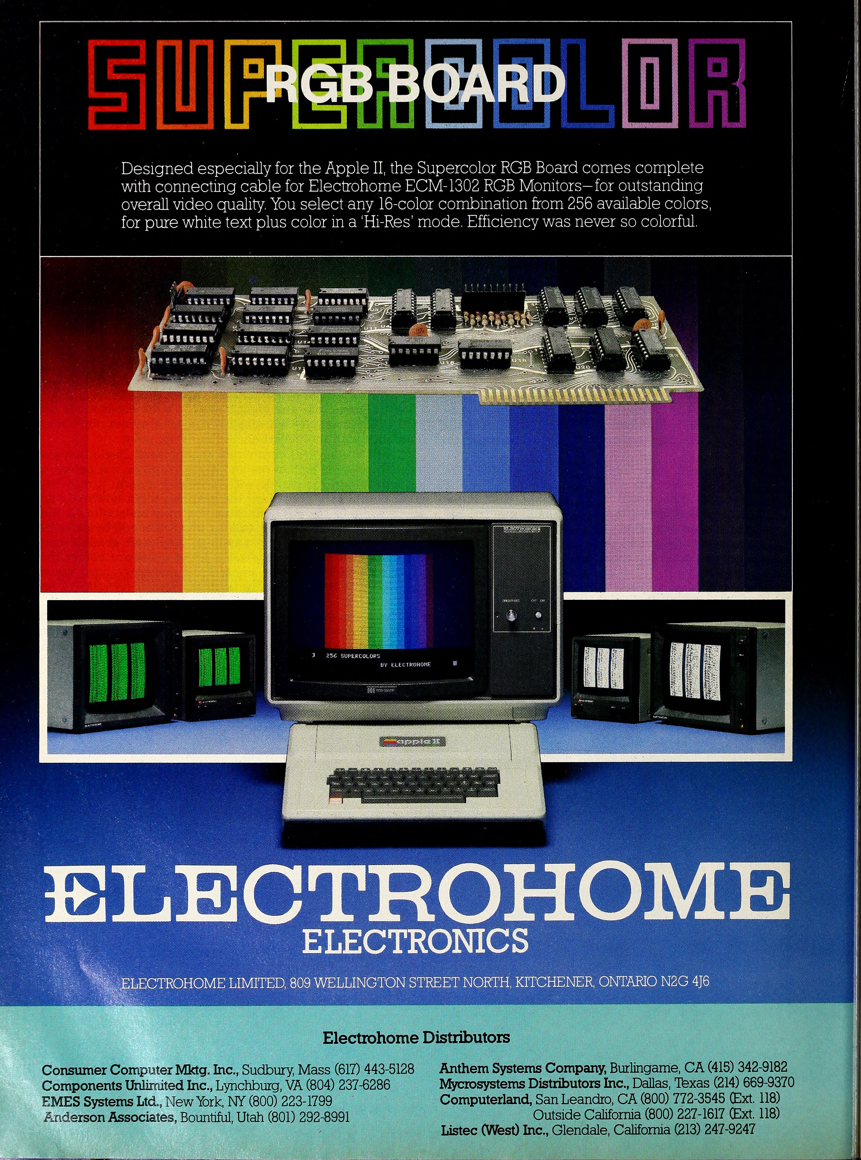 SUPERCOLOR
RGB BOARD
Designed especially for the Apple II, the Supercolor RGB Board comes complete
with connecting cable for Electrohome ECM-1302 RGB Monitors—for outstanding
overall video quality. You select any 16-color combination from 256 available colors,
for pure white text plus color in a 'Hi-Res' mode. Efficiency was never so colorful.
ELECTROHOME
3 256 SUPERCOLORS
BY ELECTROHOME
apple II
ELECTROHOME
ELECTRONICS
ELECTROHOME LIMITED, 809 WELLINGTON STREET NORTH, KITCHENER, ONTARIO N2G 4J6
Electrohome Distributors
Consumer Computer Mktg. Inc., Sudbury, Mass (617) 443-5128
Components Unlimited Inc., Lynchburg, VA (804) 237-6286
EMES Systems Ltd., New York, NY (800) 223-1799
Anderson Associates, Bountiful, Utah (801) 292-8991
Anthem Systems Company, Burlingame, CA (415) 342-9182
Mycrosystems Distributors Inc., Dallas, Texas (214) 669-9370
Computerland, San Leandro, CA (800) 772-3545 (Ext. 118)
Outside California (800) 227-1617 (Ext. 118)
Listec (West) Inc., Glendale, California (213) 247-9247